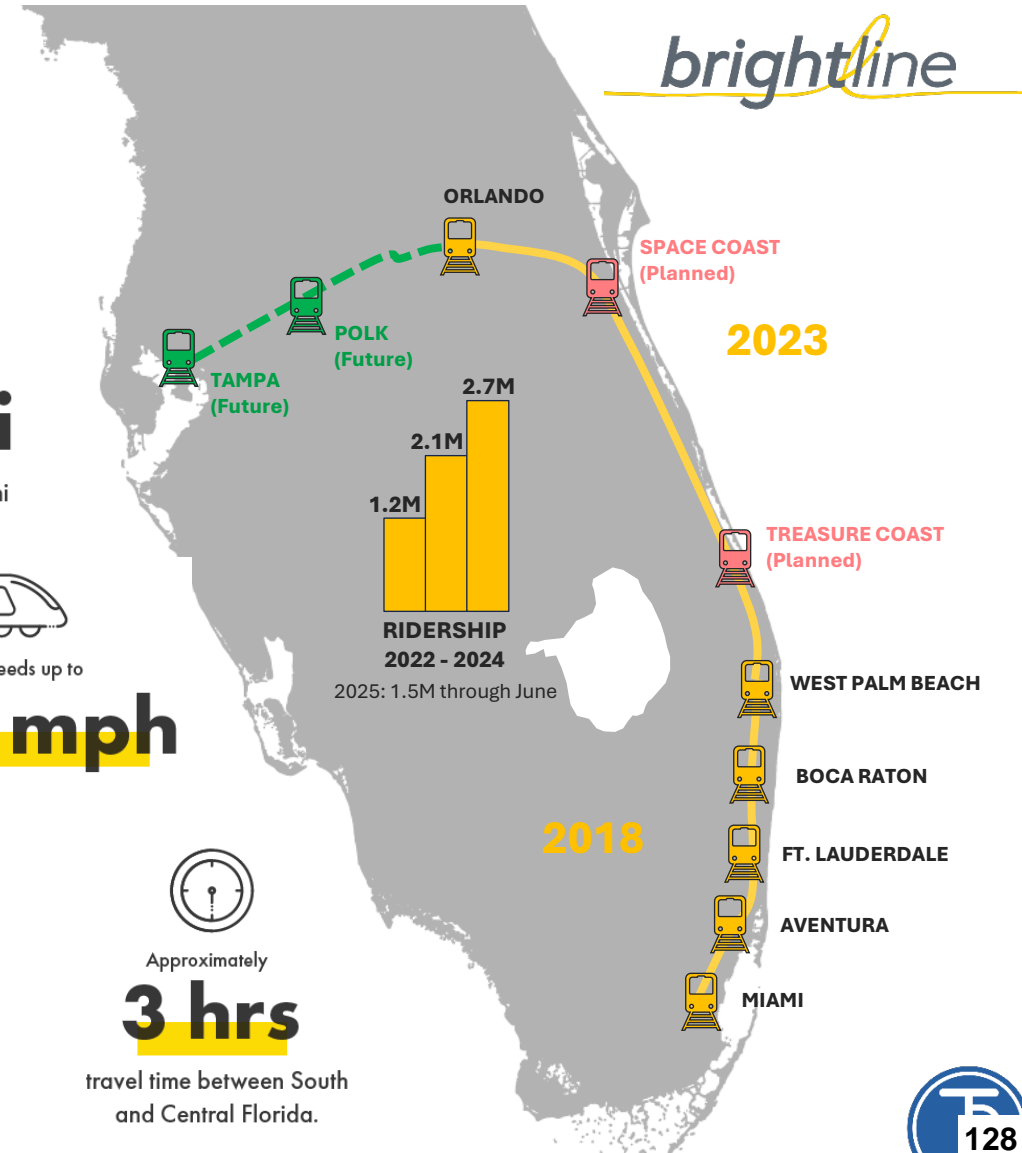 brightline
ORLANDO
SPACE COAST
(Planned)
2023
POLK
(Future)
TAMPA
(Future)
2.7M
2.1M
1.2M
RIDERSHIP
2022 - 2024
2025: 1.5M through June
TREASURE COAST
(Planned)
WEST PALM BEACH
BOCA RATON
2018
FT. LAUDERDALE
AVENTURA
MIAMI
up to
mph
Approximately
3 hrs
travel time between South
and Central Florida.
128